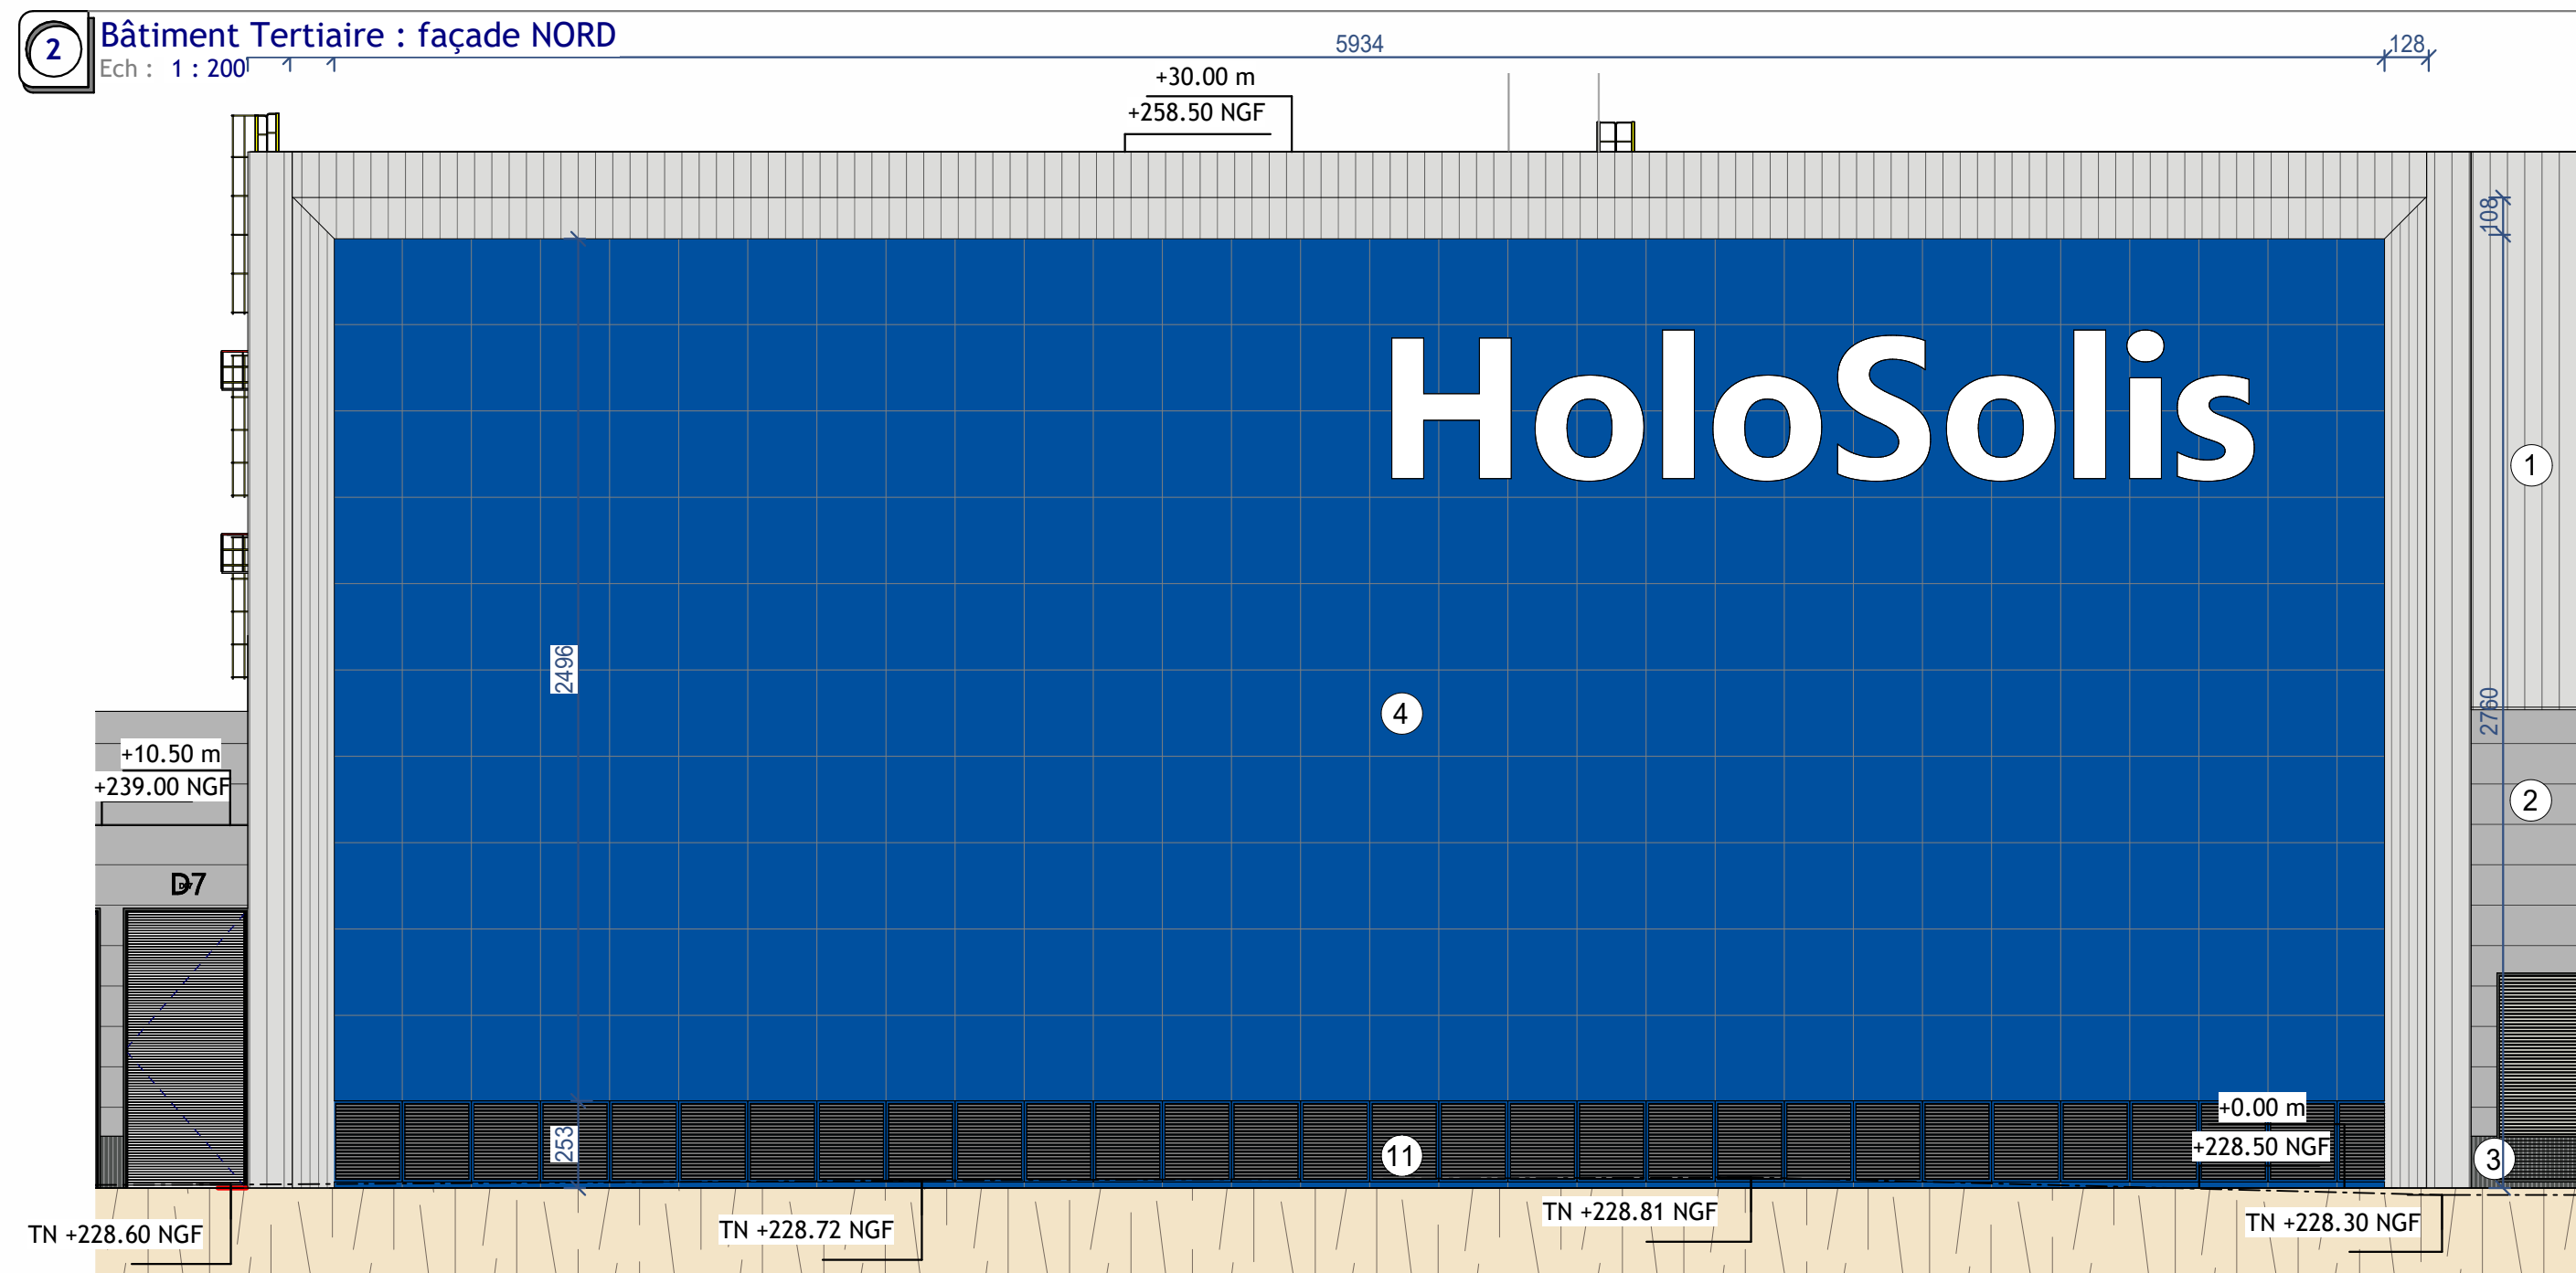 2
Bâtiment Tertiaire : façade NORD
Ech : 1 : 200
5934
128
+30.00 m
+258.50 NGF
108
HoloSolis
1
2496
4
2760
+10.50 m
+239.00 NGF
2
D7
253
11
+0.00 m
+228.50 NGF
3
TN +228.60 NGF
TN +228.72 NGF
TN +228.81 NGF
TN +228.30 NGF